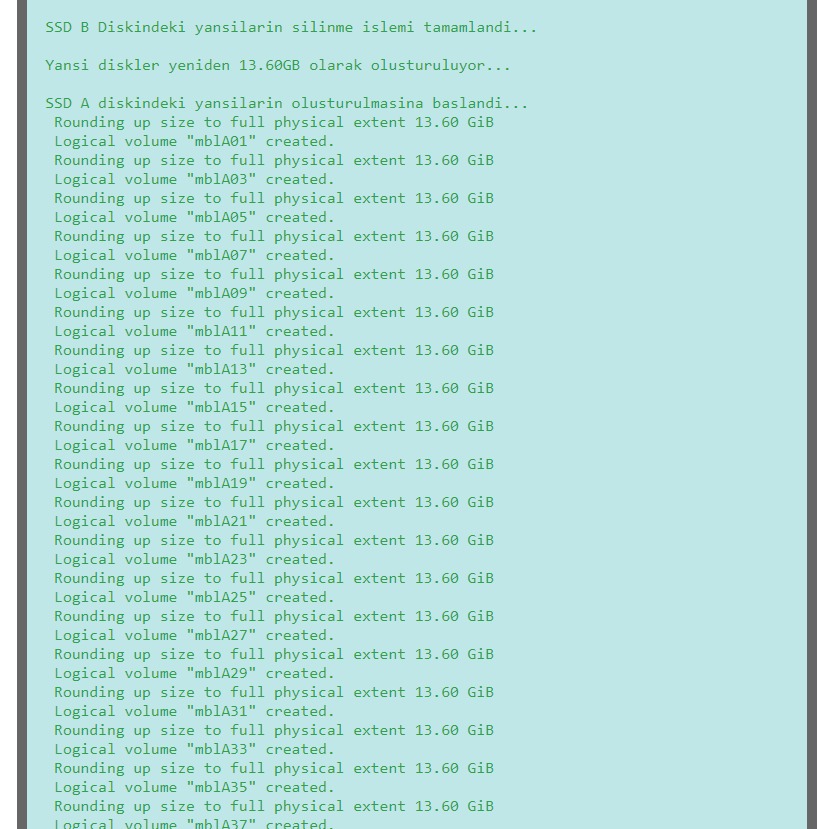 SSD B Diskindeki yansilarin silinme islemi tamamlandi...
Yansi diskler yeniden 13.60GB olarak olusturuluyor...
SSD A diskindeki yansilarin olusturulmasina baslandi...
Rounding up size to full physical extent 13.60 GiB
Logical volume "mblA01" created.
Rounding up size to full physical extent 13.60 GiB
Logical volume "mblA03" created.
Rounding up size to full physical extent 13.60 GiB
Logical volume "mblA05" created.
Rounding up size to full physical extent 13.60 GiB
Logical volume "mblA07" created.
Rounding up size to full physical extent 13.60 GiB
Logical volume "mblA09" created.
Rounding up size to full physical extent 13.60 GiB
Logical volume "mblA11" created.
Rounding up size to full physical extent 13.60 GiB
Logical volume "mblA13" created.
Rounding up size to full physical extent 13.60 GiB
Logical volume "mblA15" created.
Rounding up size to full physical extent 13.60 GiB
Logical volume "mblA17" created.
Rounding up size to full physical extent 13.60 GiB
Logical volume "mblA19" created.
Rounding up size to full physical extent 13.60 GiB
Logical volume "mblA21" created.
Rounding up size to full physical extent 13.60 GiB
Logical volume "mblA23" created.
Rounding up size to full physical extent 13.60 GiB
Logical volume "mblA25" created.
Rounding up size to full physical extent 13.60 GiB
Logical volume "mblA27" created.
Rounding up size to full physical extent 13.60 GiB
Logical volume "mblA29" created.
Rounding up size to full physical extent 13.60 GiB
Logical volume "mblA31" created.
Rounding up size to full physical extent 13.60 GiB
Logical volume "mblA33" created.
Rounding up size to full physical extent 13.60 GiB
Logical volume "mblA35" created.
Rounding up size to full physical extent 13.60 GiB
Logical volume "mblA37" created.